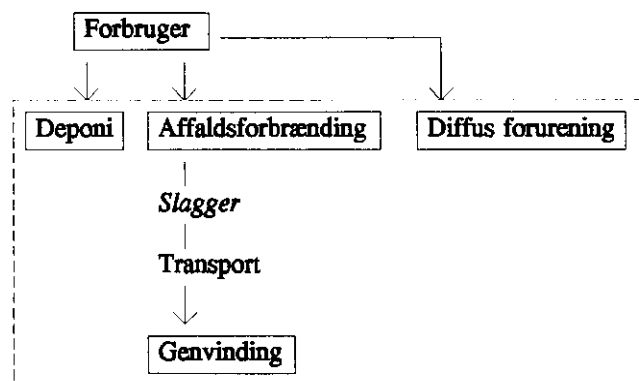 Forbruger
Deponi
Affaldsforbrænding
Diffus forurening
Slagger
Transport
Genvinding